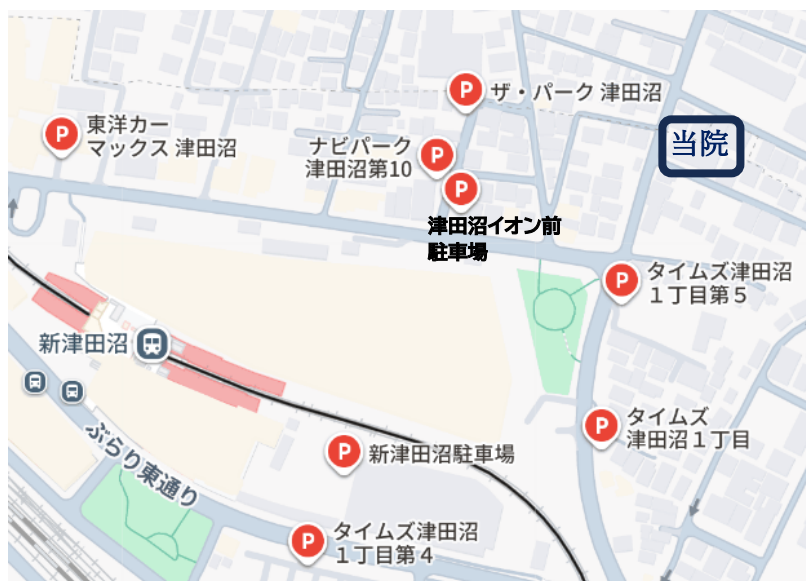 P
ザ・パーク 津田沼
P
東洋カー
マックス 津田沼
当院
P
ナビパーク
津田沼第10
P
津田沼イオン前
駐車場
P
タイムズ津田沼
１丁目第５
新津田沼
P
タイムズ
津田沼１丁目
ぶらり東通り
P
新津田沼駐車場
P
タイムズ津田沼
１丁目第４